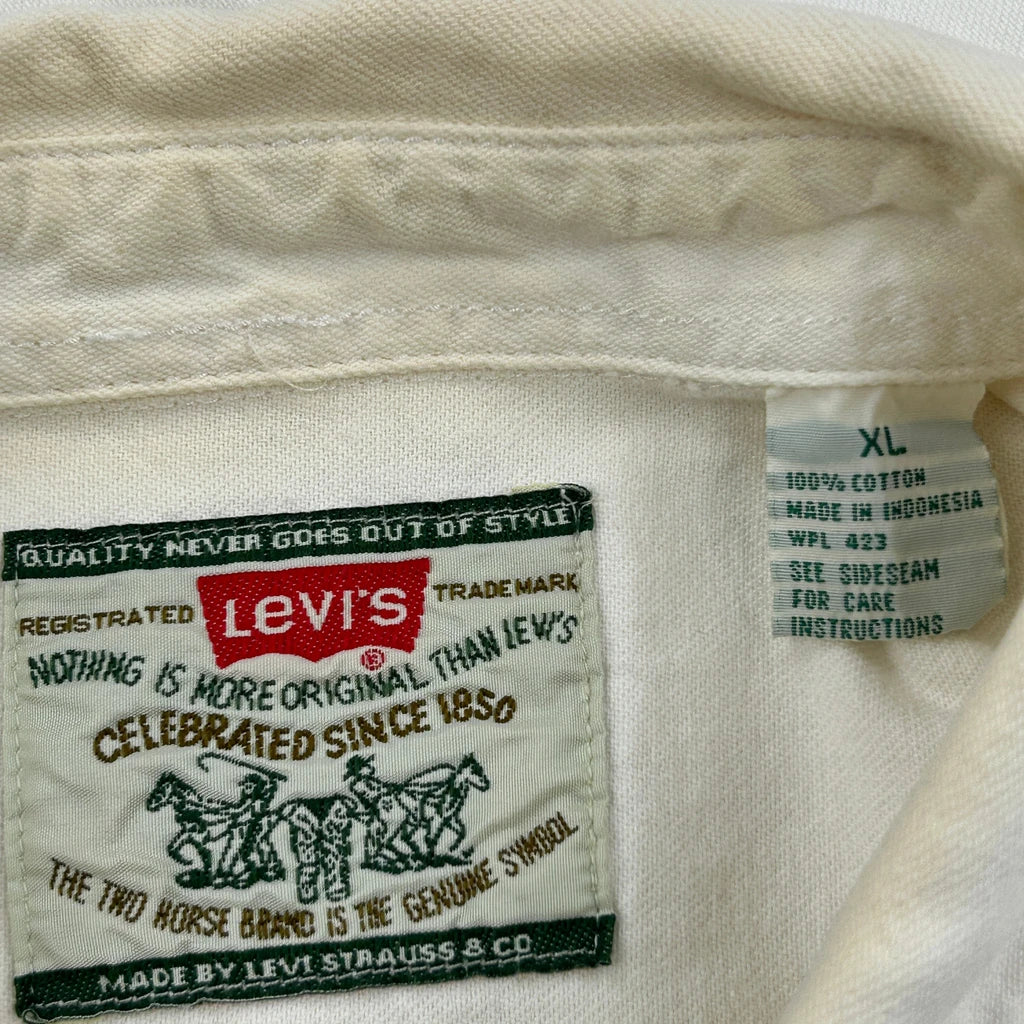 XL
100% COTTON
MADE IN INDONESIA
WPL 423
SEE SIDESEAM
FOR CARE
INSTRUCTIONS
QUALITY NEVER GOES OUT OF STYLE
REGISTRATED LEVI'S TRADEMARK
®
NOTHING IS MORE ORIGINAL THAN LEVI'S
CELEBRATED SINCE 1850
THE TWO HORSE BRAND IS THE GENUINE SYMBOL
MADE BY LEVI STRAUSS & CO